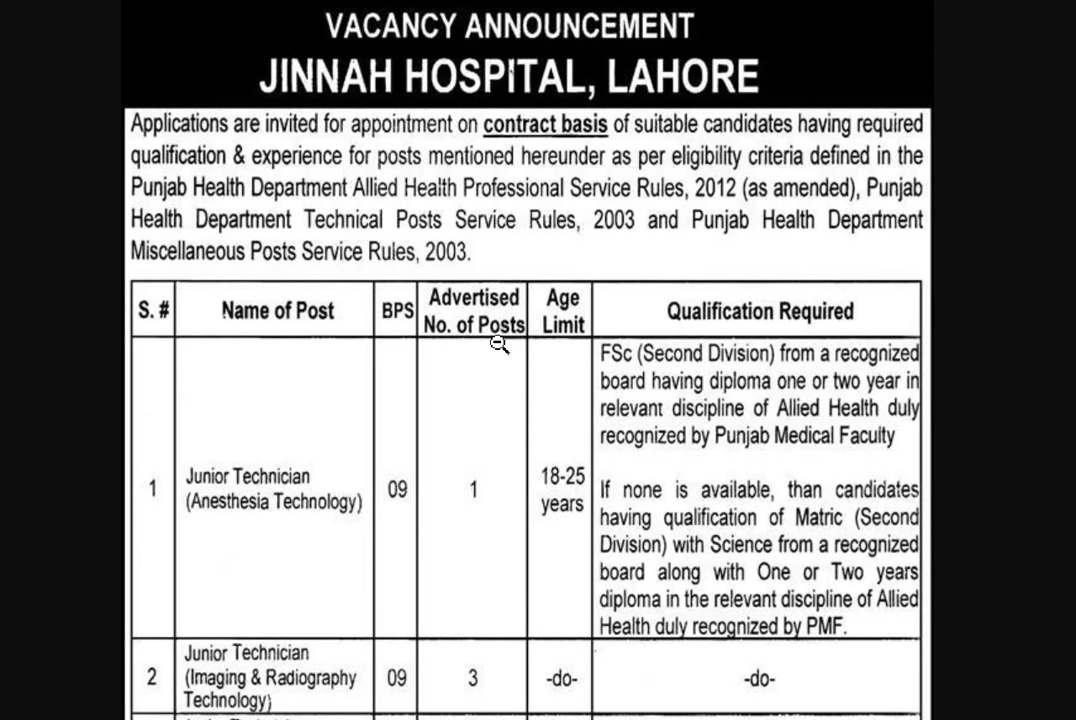 VACANCY ANNOUNCEMENT
JINNAH HOSPITAL, LAHORE
Applications are invited for appointment on contract basis of suitable candidates having required
qualification & experience for posts mentioned hereunder as per eligibility criteria defined in the
Punjab Health Department Allied Health Professional Service Rules, 2012 (as amended), Punjab
Health Department Technical Posts Service Rules, 2003 and Punjab Health Department
Miscellaneous Posts Service Rules, 2003.
S. # Name of Post BPS Advertised No. of Posts Age Limit Qualification Required
1
Junior Technician
(Anesthesia Technology)
09
1
18-25
years
FSc (Second Division) from a recognized
board having diploma one or two year in
relevant discipline of Allied Health duly
recognized by Punjab Medical Faculty
If none is available, than candidates
having qualification of Matric (Second
Division) with Science from a recognized
board along with One or Two years
diploma in the relevant discipline of Allied
Health duly recognized by PMF.
2
Junior Technician
(Imaging & Radiography
Technology)
09
3
-do-
-do-